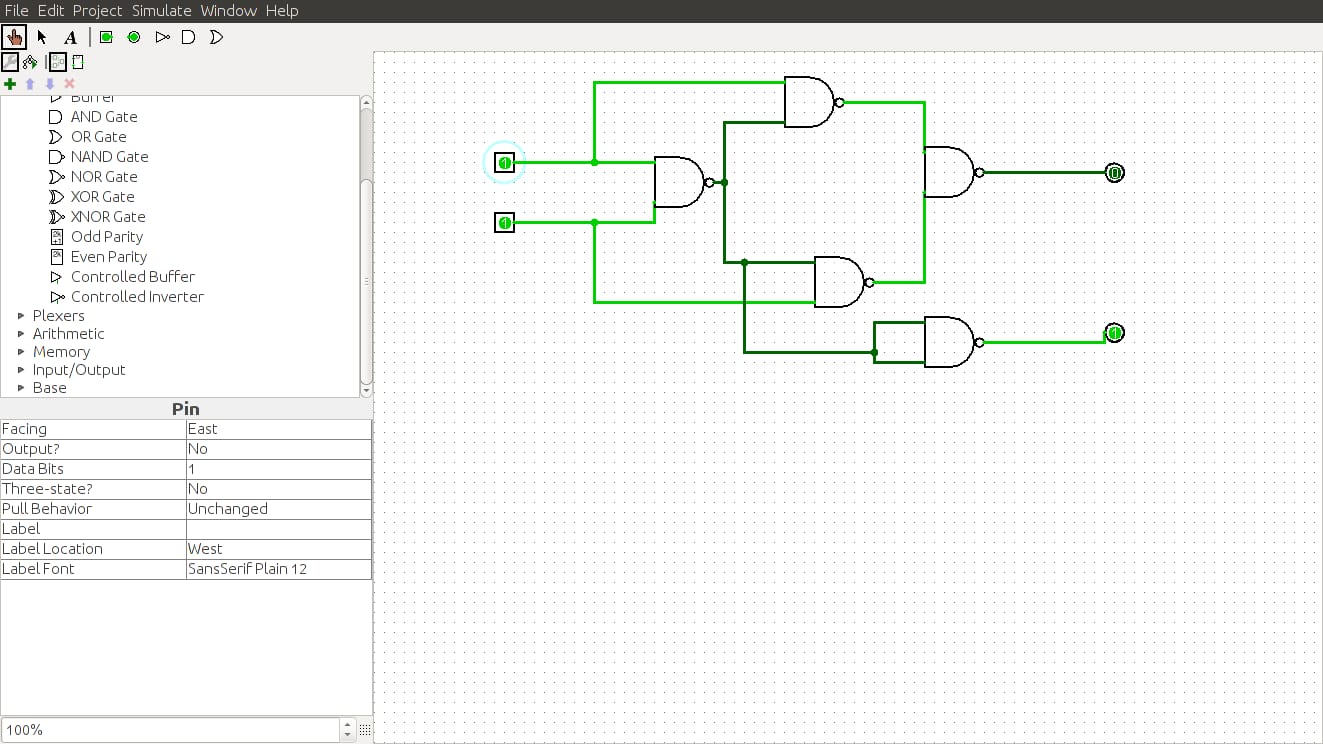 File Edit Project Simulate Window Help
A
Buffer
AND Gate
OR Gate
NAND Gate
NOR Gate
XOR Gate
XNOR Gate
Odd Parity
Even Parity
Controlled Buffer
Controlled Inverter
Plexers
Arithmetic
Memory
Input/Output
Base
Pin
Facing East
Output? No
Data Bits 1
Three-state? No
Pull Behavior Unchanged
Label
Label Location West
Label Font SansSerif Plain 12
100%
1
0
1
1